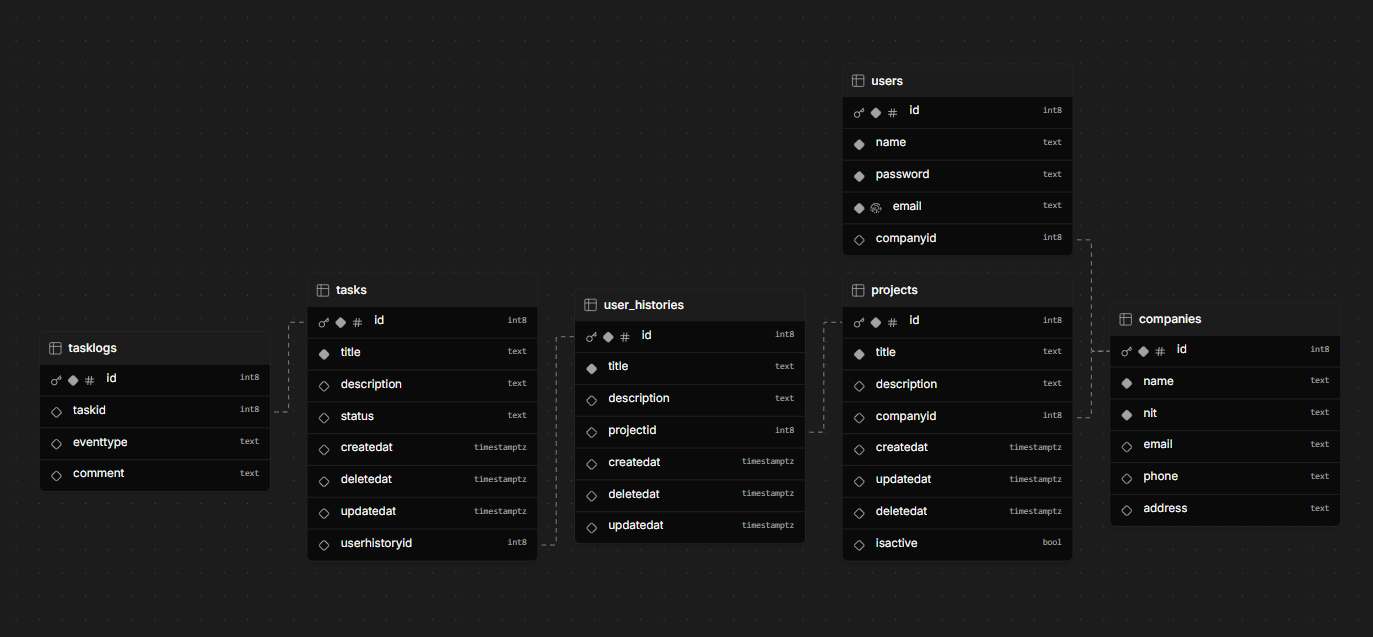 users
id int8
name text
password text
email text
companyid int8
tasks
id int8
title text
description text
status text
createdat timestamptz
deletedat timestamptz
updatedat timestamptz
userhistoryid int8
user_histories
id int8
title text
description text
projectid int8
createdat timestamptz
deletedat timestamptz
updatedat timestamptz
projects
id int8
title text
description text
companyid int8
createdat timestamptz
updatedat timestamptz
deletedat timestamptz
isactive bool
companies
id int8
name text
nit text
email text
phone text
address text
tasklogs
id int8
taskid int8
eventtype text
comment text